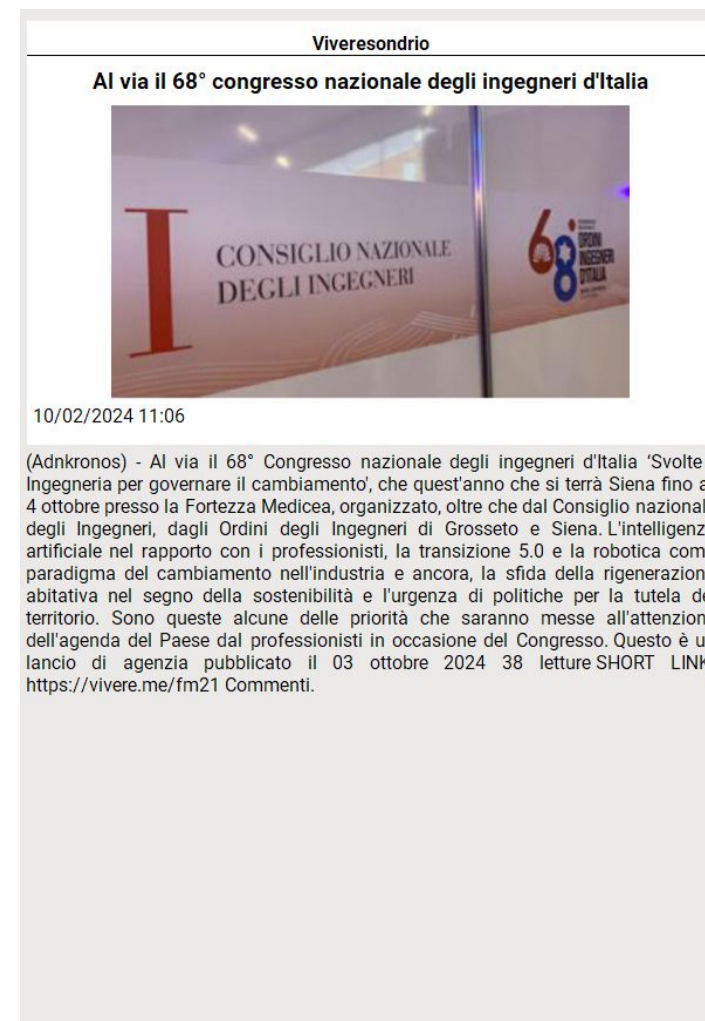 Viveresondrio
Al via il 68° congresso nazionale degli ingegneri d'Italia
I
CONSIGLIO NAZIONALE
DEGLI INGEGNERI
68°
ORDINI
INGEGNERI
D'ITALIA
10/02/2024 11:06
(Adnkronos) - Al via il 68° Congresso nazionale degli ingegneri d'Italia ‘Svolte
Ingegneria per governare il cambiamento', che quest'anno che si terrà Siena fino a
4 ottobre presso la Fortezza Medicea, organizzato, oltre che dal Consiglio nazional
degli Ingegneri, dagli Ordini degli Ingegneri di Grosseto e Siena. L'intelligenz
artificiale nel rapporto con i professionisti, la transizione 5.0 e la robotica com
paradigma del cambiamento nell'industria e ancora, la sfida della rigenerazion
abitativa nel segno della sostenibilità e l'urgenza di politiche per la tutela de
territorio. Sono queste alcune delle priorità che saranno messe all'attenzion
dell'agenda del Paese dal professionisti in occasione del Congresso. Questo è u
lancio di agenzia pubblicato il 03 ottobre 2024 38 letture SHORT LINK
https://vivere.me/fm21 Commenti.